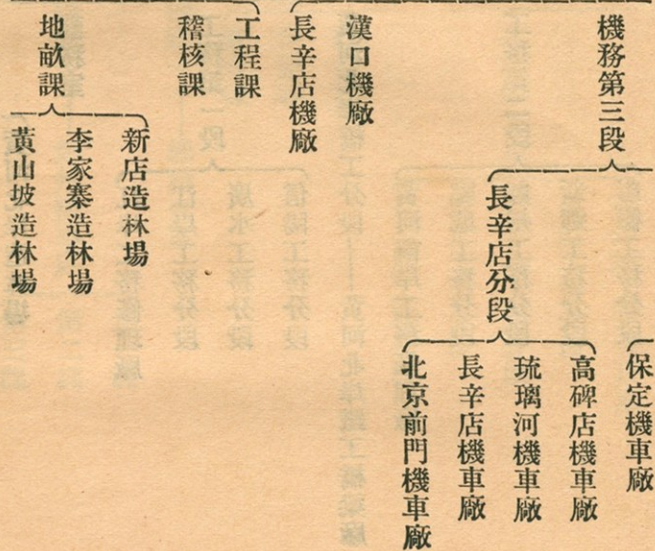 機務第三段
保定機車廠
長辛店分段
高碑店機車廠
琉璃河機車廠
長辛店機車廠
北京前門機車廠
漢口機廠
長辛店機廠
工程課
稽核課
地畝課
新店造林場
李家寨造林場
黃山坡造林場